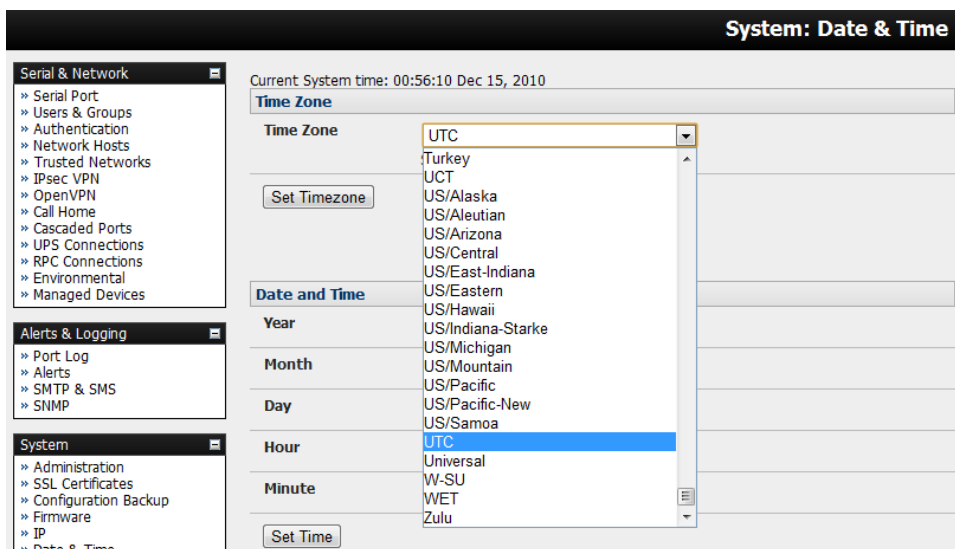 System: Date & Time
Serial & Network
» Serial Port
» Users & Groups
» Authentication
» Network Hosts
» Trusted Networks
» IPsec VPN
» OpenVPN
» Call Home
» Cascaded Ports
» UPS Connections
» RPC Connections
» Environmental
» Managed Devices
Alerts & Logging
» Port Log
» Alerts
» SMTP & SMS
» SNMP
System
» Administration
» SSL Certificates
» Configuration Backup
» Firmware
» IP
» Date & Time
Current System time: 00:56:10 Dec 15, 2010
Time Zone
Time Zone
UTC
Turkey
UCT
US/Alaska
US/Aleutian
US/Arizona
US/Central
US/East-Indiana
US/Eastern
US/Hawaii
US/Indiana-Starke
US/Michigan
US/Mountain
US/Pacific
US/Pacific-New
US/Samoa
UTC
Universal
W-SU
WET
Zulu
Set Timezone
Date and Time
Year
Month
Day
Hour
Minute
Set Time